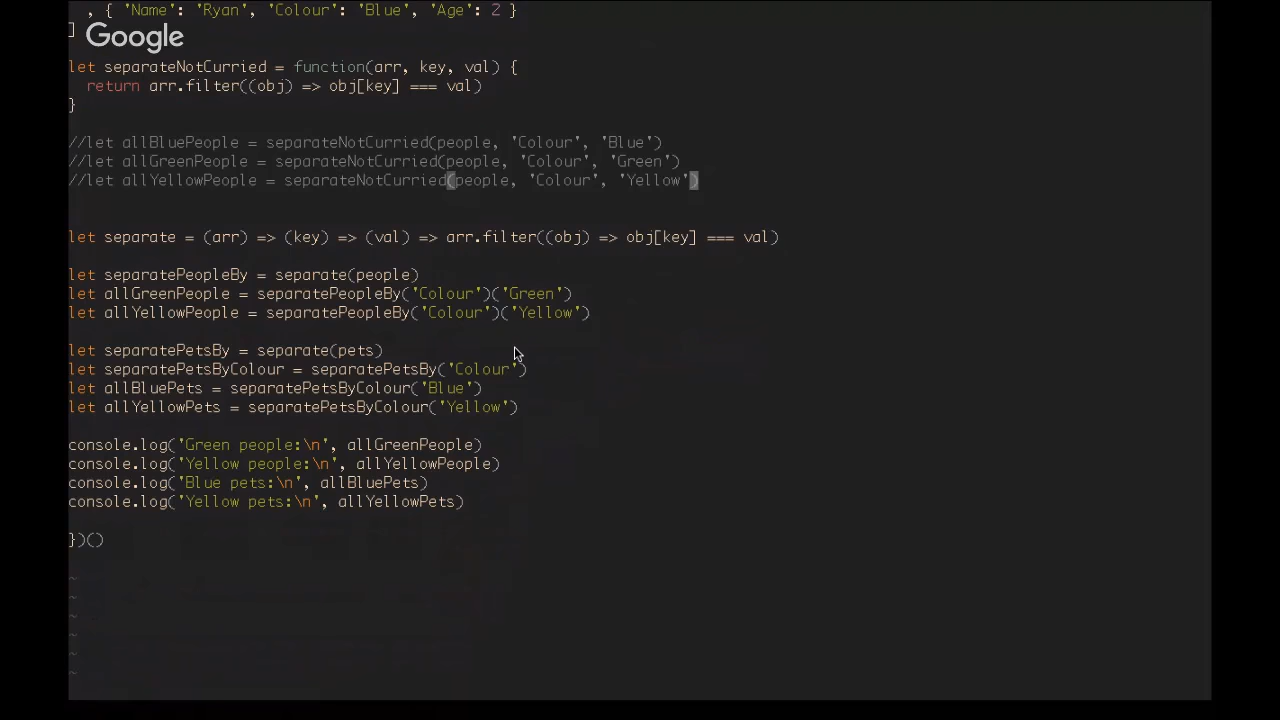 , { 'Name': 'Ryan', 'Colour': 'Blue', 'Age': 2 }
]
Google
let separateNotCurried = function(arr, key, val) {
return arr.filter((obj) => obj[key] === val)
}
//let allBluePeople = separateNotCurried(people, 'Colour', 'Blue')
//let allGreenPeople = separateNotCurried(people, 'Colour', 'Green')
//let allYellowPeople = separateNotCurried(people, 'Colour', 'Yellow')
let separate = (arr) => (key) => (val) => arr.filter((obj) => obj[key] === val)
let separatePeopleBy = separate(people)
let allGreenPeople = separatePeopleBy('Colour')('Green')
let allYellowPeople = separatePeopleBy('Colour')('Yellow')
let separatePetsBy = separate(pets)
let separatePetsByColour = separatePetsBy('Colour')
let allBluePets = separatePetsByColour('Blue')
let allYellowPets = separatePetsByColour('Yellow')
console.log('Green people:\n', allGreenPeople)
console.log('Yellow people:\n', allYellowPeople)
console.log('Blue pets:\n', allBluePets)
console.log('Yellow pets:\n', allYellowPets)
})()
~
~
~
~
~
~